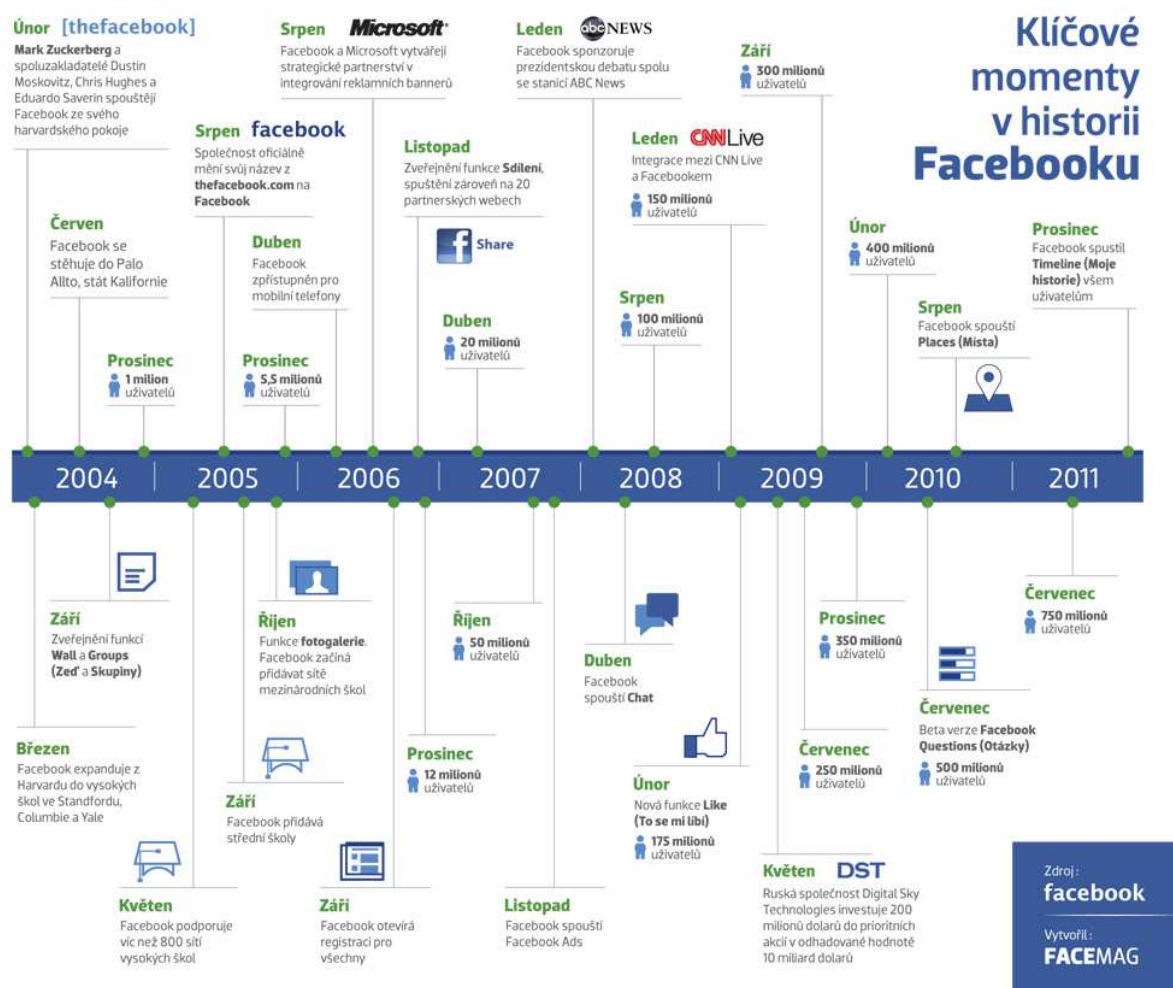 Klíčové
momenty
v historii
Facebooku
Únor [thefacebook]
Mark Zuckerberg a
spoluzakladatelé Dustin
Moskovitz, Chris Hughes a
Eduardo Saverin spouštějí
Facebook ze svého
harvardského pokoje
Červen
Facebook se
stěhuje do Palo
Allto, stát Kalifornie
Prosinec
1 milion
uživatelů
Srpen facebook
Společnost oficiálně
mění svůj název z
thefacebook.com na
Facebook
Prosinec
5,5 milionů
uživatelů
Duben
Facebook
zpřístupněn pro
mobilní telefony
Srpen Microsoft
Facebook a Microsoft vytvářejí
strategické partnerství v
integrování reklamních bannerů
Listopad
Zveřejnění funkce Sdílení,
spuštění zároveň na 20
partnerských webech
f Share
Duben
20 milionů
uživatelů
Leden abc NEWS
Facebook sponzoruje
prezidentskou debatu spolu
se stanicí ABC News
Srpen
100 milionů
uživatelů
Leden CNN Live
Integrace mezi CNN Live
a Facebookem
150 milionů
uživatelů
Září
300 milionů
uživatelů
Únor
400 milionů
uživatelů
Srpen
Facebook spouští
Places (Místa)
Prosinec
Facebook spustil
Timeline (Moje
historie) všem
uživatelům
2004 2005 2006 2007 2008 2009 2010 2011
Březen
Facebook expanduje z
Harvardu do vysokých
škol ve Standfordu,
Columbie a Yale
Září
Zveřejnění funkcí
Wall a Groups
(Zeď a Skupiny)
Květen
Facebook podporuje
víc než 800 sítí
vysokých škol
Září
Facebook přidává
střední školy
Říjen
Funkce fotogalerie.
Facebook začíná
přidávat sítě
mezinárodních škol
Září
Facebook otevírá
registraci pro
všechny
Prosinec
12 milionů
uživatelů
Říjen
50 milionů
uživatelů
Listopad
Facebook spouští
Facebook Ads
Duben
Facebook
spouští Chat
Únor
Nová funkce Like
(To se mi líbí)
175 milionů
uživatelů
Květen DST
Ruská společnost Digital Sky
Technologies investuje 200
milionů dolarů do prioritních
akcií v odhadované hodnotě
10 miliard dolarů
Červenec
250 milionů
uživatelů
Prosinec
350 milionů
uživatelů
Červenec
Beta verze Facebook
Questions (Otázky)
500 milionů
uživatelů
Červenec
750 milionů
uživatelů
Zdroj:
facebook
Vytvořil:
FACEMAG